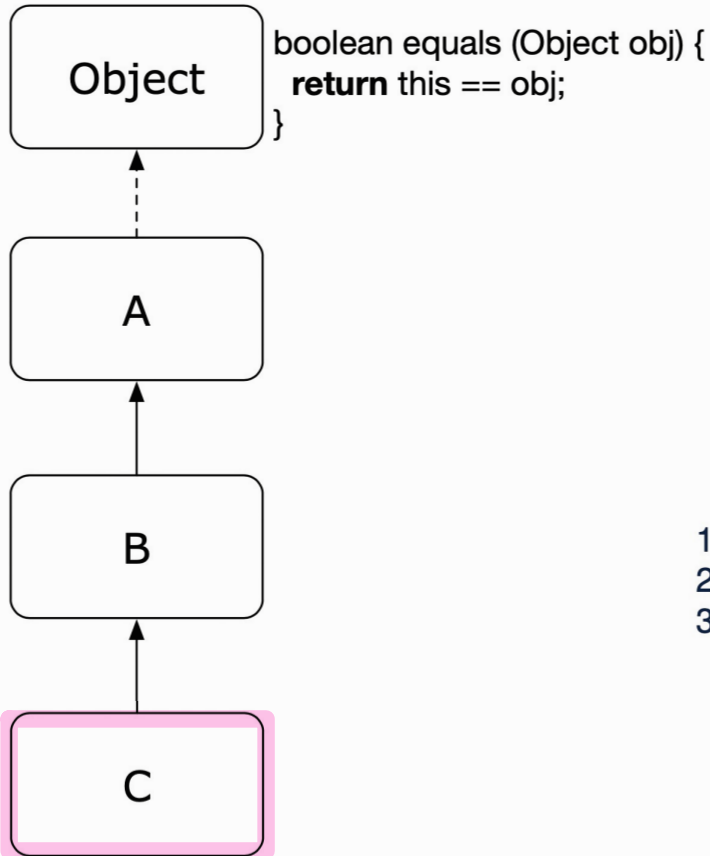 Object
boolean equals (Object obj) {
return this == obj;
}
A
B
1
2
3
C